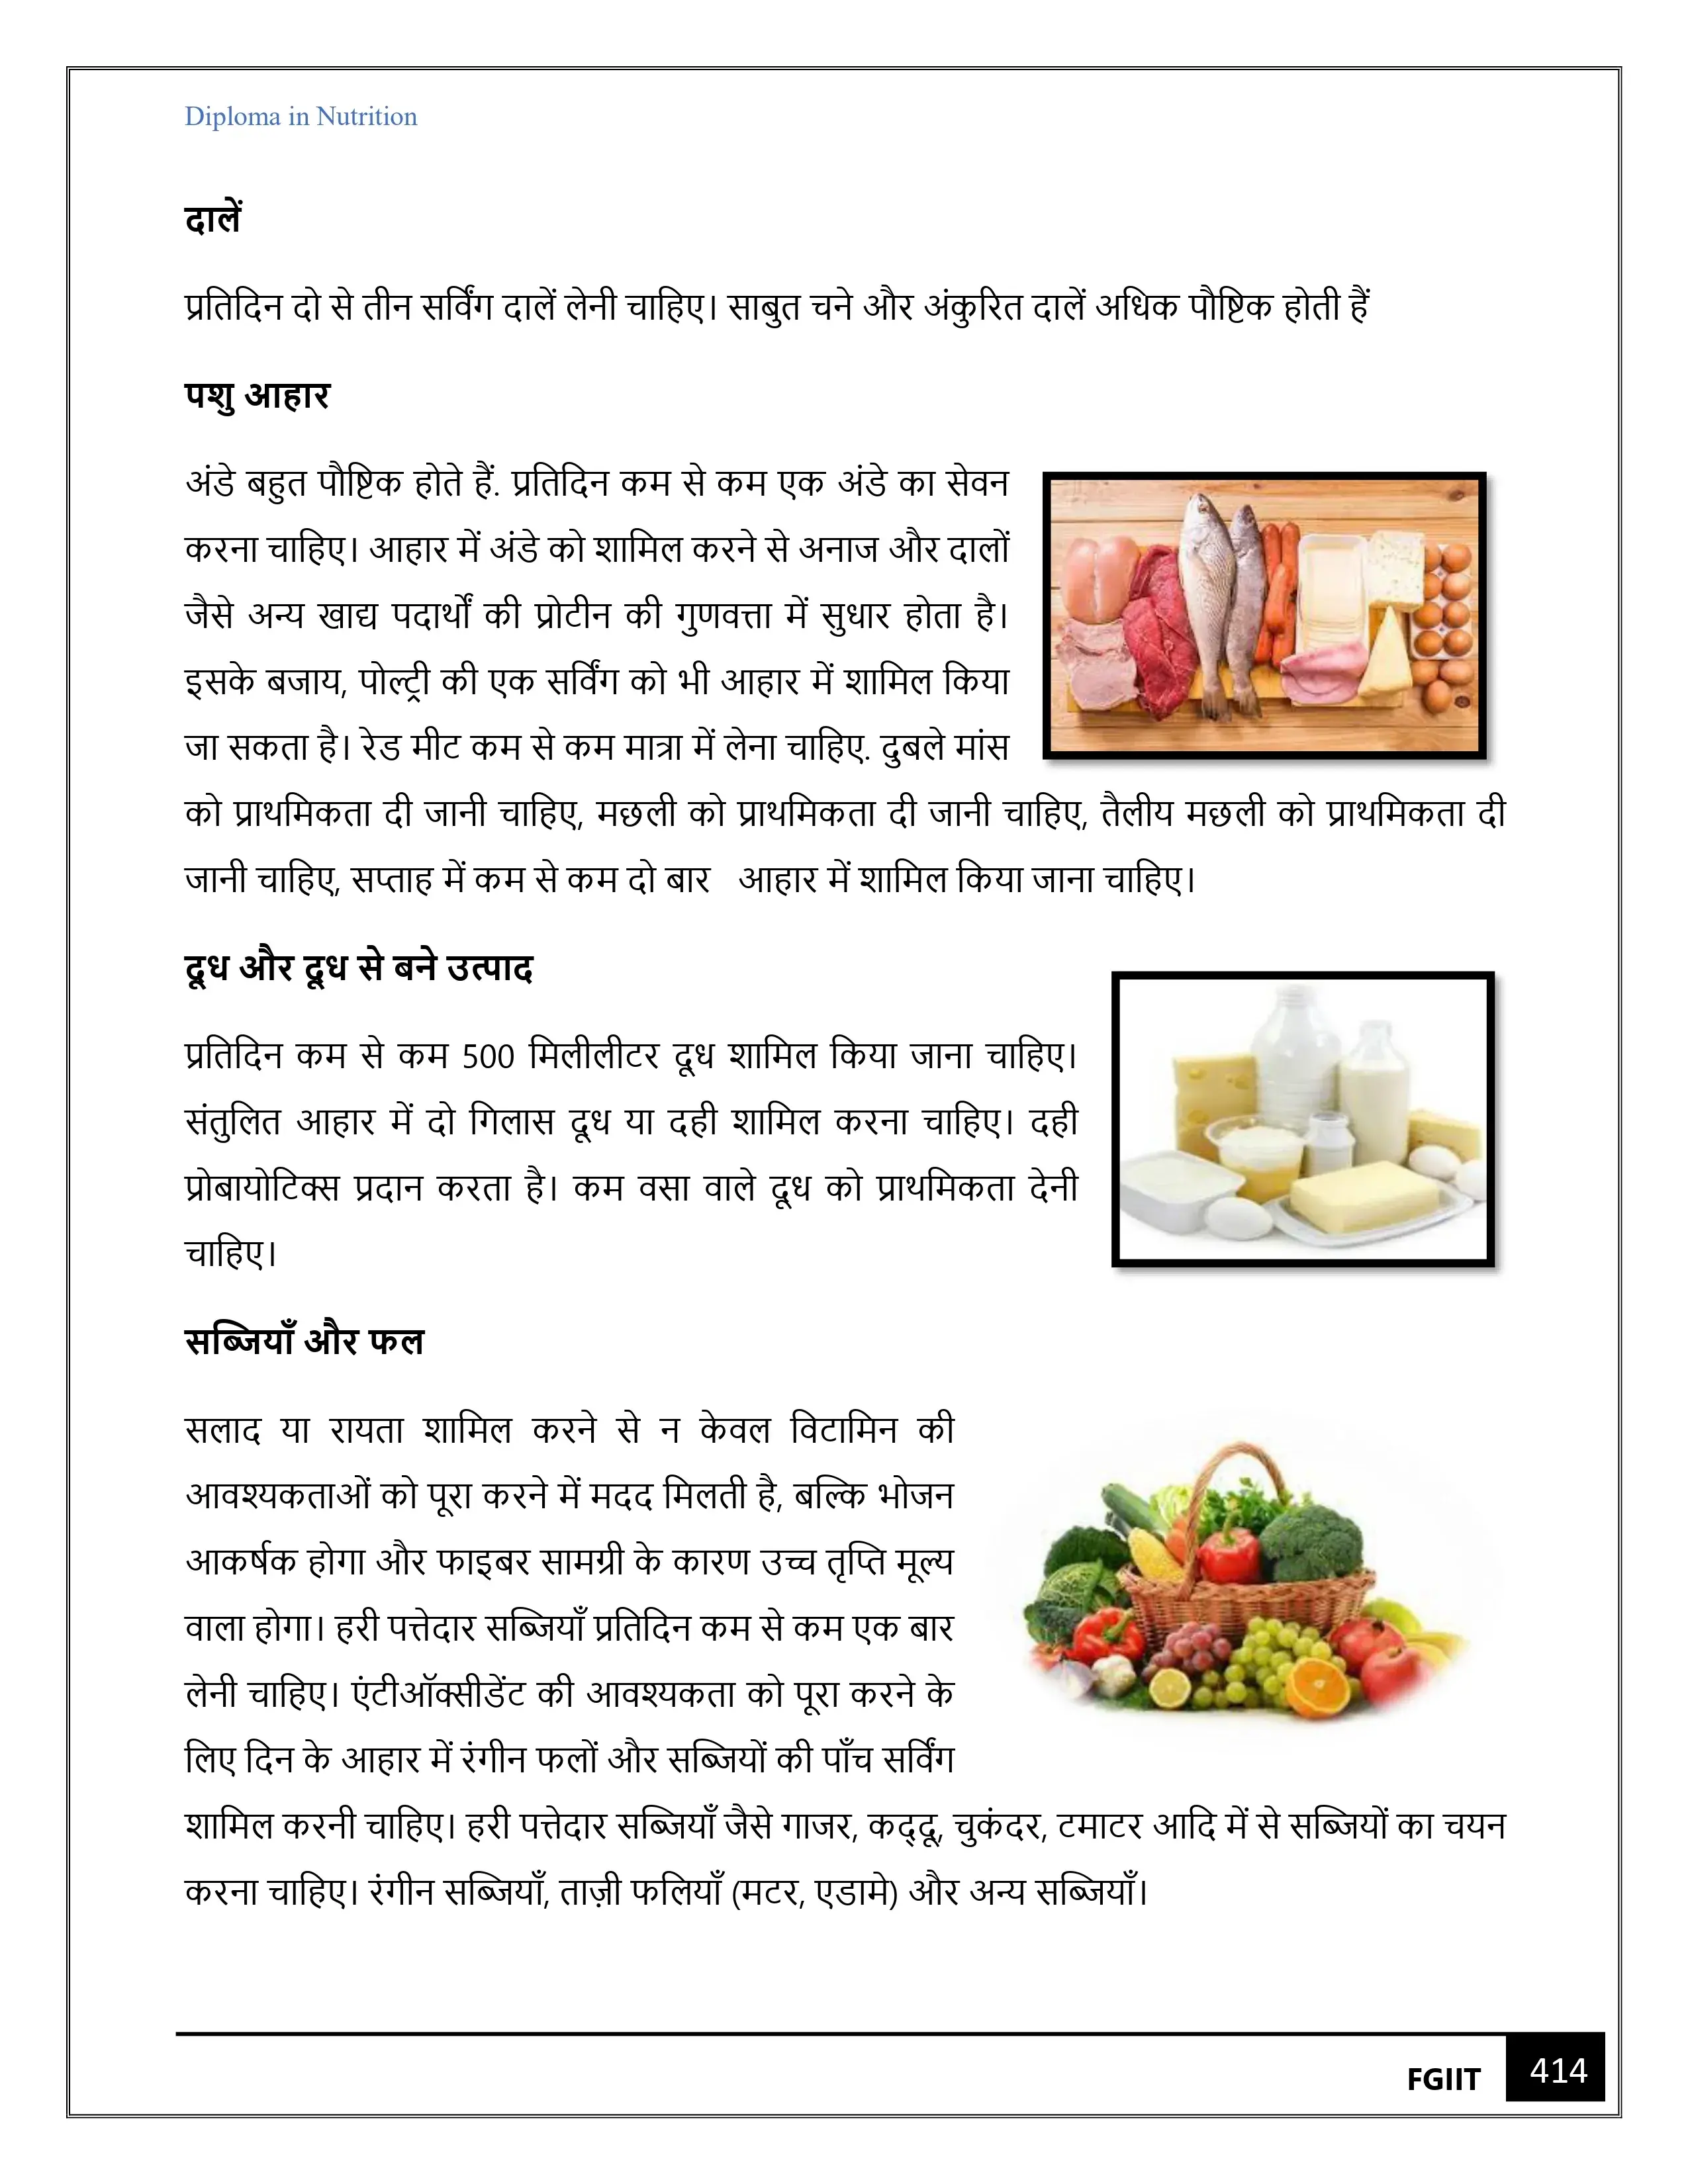 Diploma in Nutrition
दालें
प्रतिदिन दो से तीन सर्विंग दालें लेनी चाहिए। साबुत चने और अंकुरित दालें अधिक पौष्टिक होती हैं
पशु आहार
अंडे बहुत पौष्टिक होते हैं. प्रतिदिन कम से कम एक अंडे का सेवन
करना चाहिए। आहार में अंडे को शामिल करने से अनाज और दालों
जैसे अन्य खाद्य पदार्थों की प्रोटीन की गुणवत्ता में सुधार होता है।
इसके बजाय, पोल्ट्री की एक सर्विंग को भी आहार में शामिल किया
जा सकता है। रेड मीट कम से कम मात्रा में लेना चाहिए. दुबले मांस
को प्राथमिकता दी जानी चाहिए, मछली को प्राथमिकता दी जानी चाहिए, तैलीय मछली को प्राथमिकता दी
जानी चाहिए, सप्ताह में कम से कम दो बार आहार में शामिल किया जाना चाहिए।
दूध और दूध से बने उत्पाद
प्रतिदिन कम से कम 500 मिलीलीटर दूध शामिल किया जाना चाहिए।
संतुलित आहार में दो गिलास दूध या दही शामिल करना चाहिए। दही
प्रोबायोटिक्स प्रदान करता है। कम वसा वाले दूध को प्राथमिकता देनी
चाहिए।
सब्जियाँ और फल
सलाद या रायता शामिल करने से न केवल विटामिन की
आवश्यकताओं को पूरा करने में मदद मिलती है, बल्कि भोजन
आकर्षक होगा और फाइबर सामग्री के कारण उच्च तृप्ति मूल्य
वाला होगा। हरी पत्तेदार सब्जियाँ प्रतिदिन कम से कम एक बार
लेनी चाहिए। एंटीऑक्सीडेंट की आवश्यकता को पूरा करने के
लिए दिन के आहार में रंगीन फलों और सब्जियों की पाँच सर्विंग
शामिल करनी चाहिए। हरी पत्तेदार सब्जियाँ जैसे गाजर, कद्दू, चुकंदर, टमाटर आदि में से सब्जियों का चयन
करना चाहिए। रंगीन सब्जियाँ, ताज़ी फलियाँ (मटर, एडामे) और अन्य सब्जियाँ।
FGIIT 414